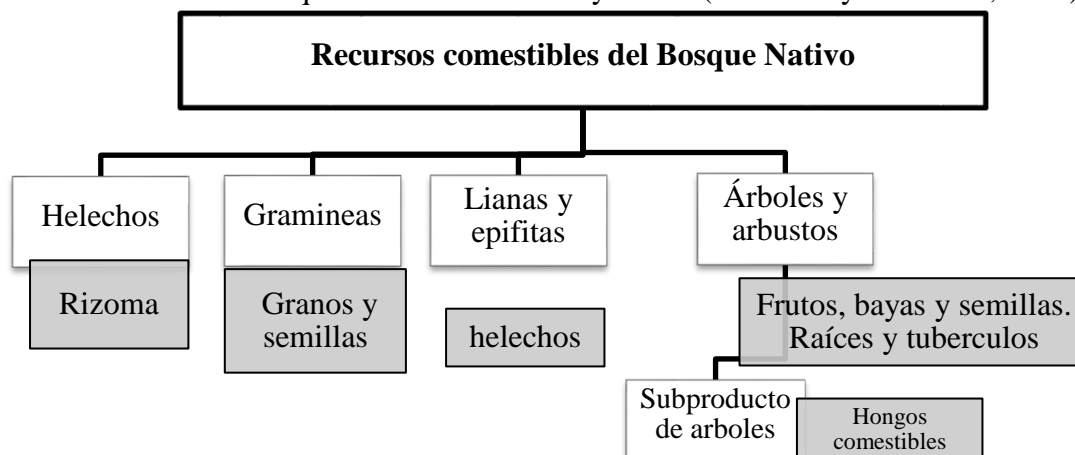 Recursos comestibles del Bosque Nativo
Helechos
Rizoma
Gramineas
Granos y
semillas
Lianas y
epifitas
helechos
Árboles y
arbustos
Frutos, bayas y semillas.
Raíces y tuberculos
Subproducto
de arboles
Hongos
comestibles